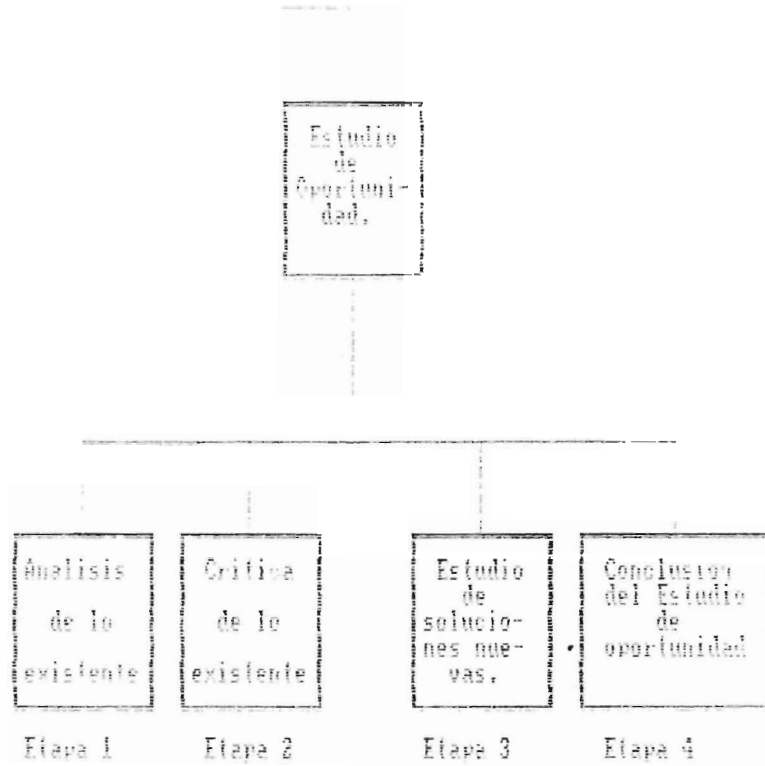 Estudio
de
Oportuni-
dad.
Analisis
de lo
existente
Critica
de lo
existente
Estudio
de
solucio-
nes nue-
vas.
Conclusion
del Estudio
de
oportunidad
Etapa 1
Etapa 2
Etapa 3
Etapa 4